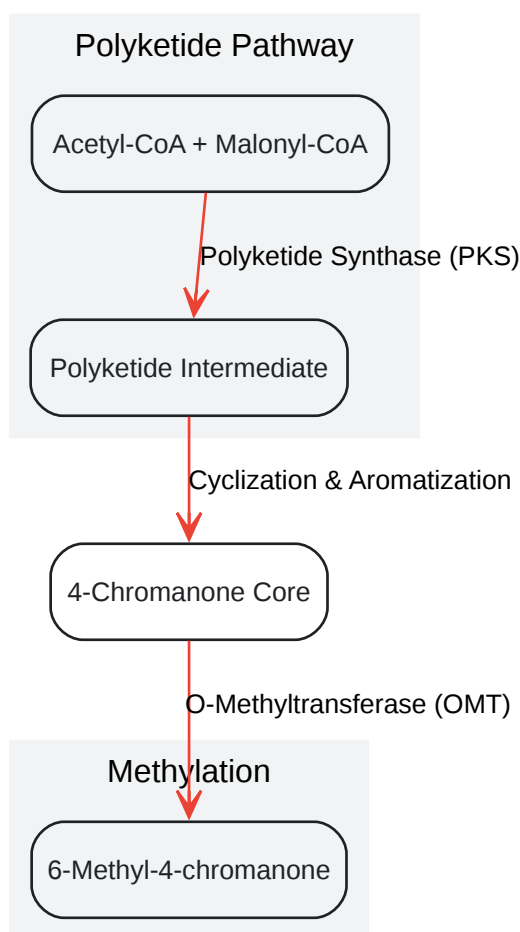 Polyketide Pathway
Acetyl-CoA + Malonyl-CoA
Polyketide Synthase (PKS)
Polyketide Intermediate
Cyclization & Aromatization
4-Chromanone Core
O-Methyltransferase (OMT)
Methylation
6-Methyl-4-chromanone